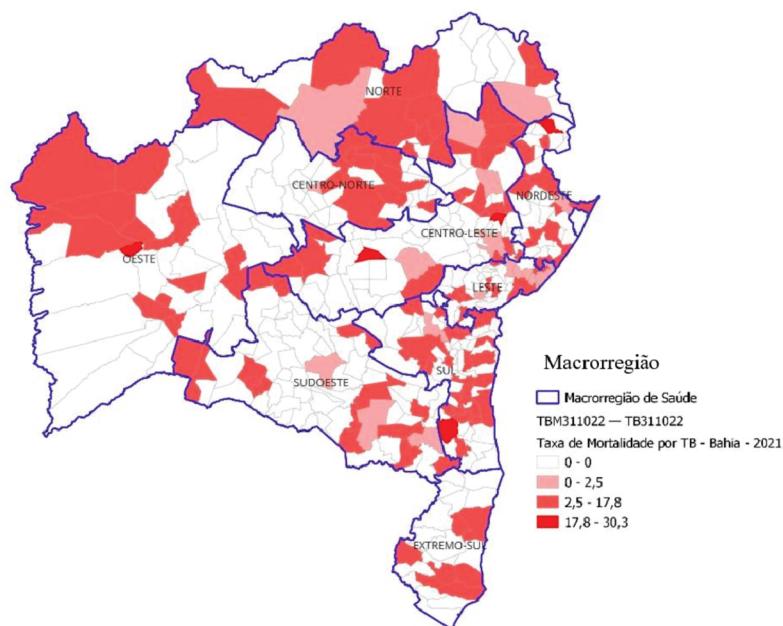 NORTE
CENTRO-NORTE
NORDESTE
CENTRO-LESTE
OESTE
LESTE
SUL
SUDOESTE
EXTREMO-SUL
Macrorregião
Macrorregião de Saúde
TBM311022 — TB311022
Taxa de Mortalidade por TB - Bahia - 2021
0 - 0
0 - 2,5
2,5 - 17,8
17,8 - 30,3